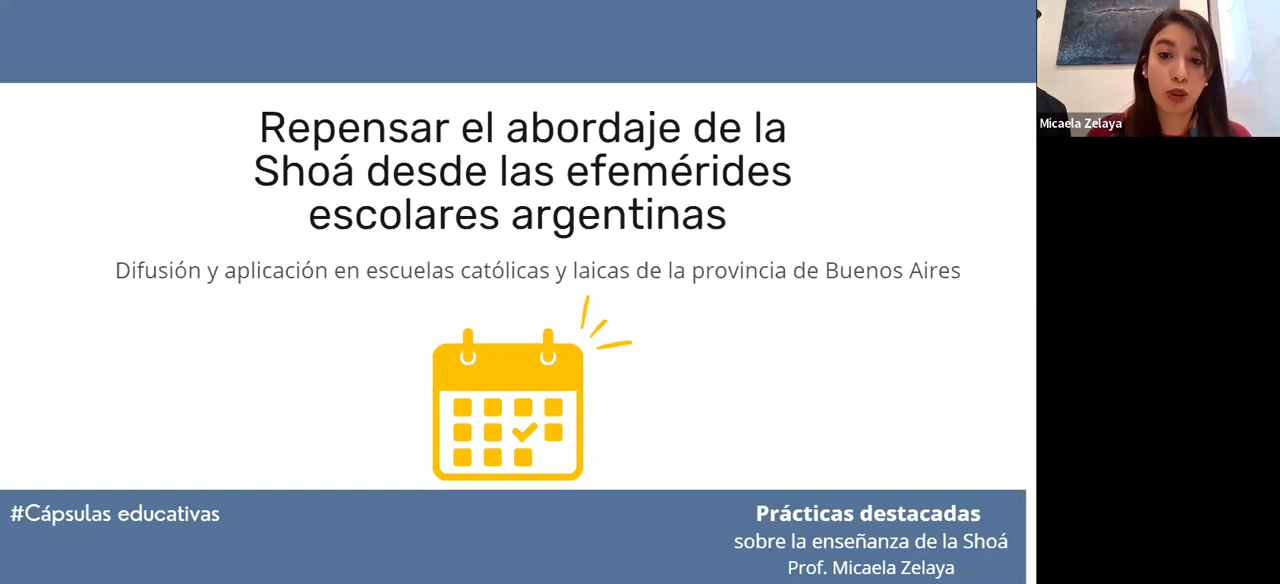 Repensar el abordaje de la
Shoá desde las efemérides
escolares argentinas
Difusión y aplicación en escuelas católicas y laicas de la provincia de Buenos Aires
#Cápsulas educativas
Prácticas destacadas
sobre la enseñanza de la Shoá
Prof. Micaela Zelaya
Micaela Zelaya